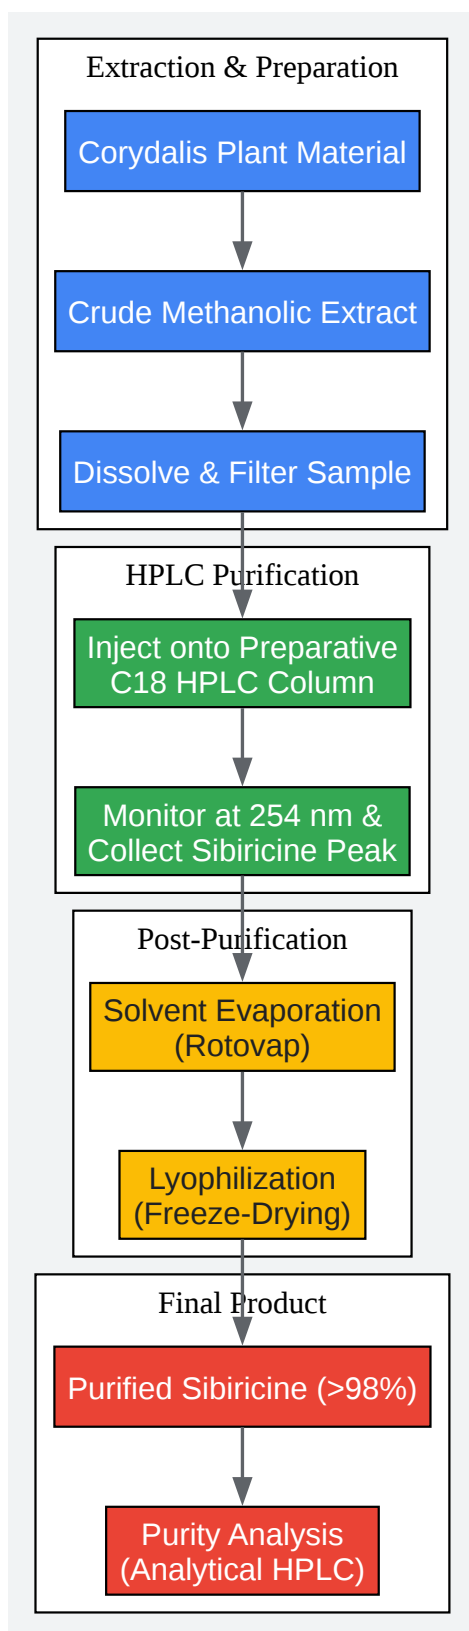 Extraction & Preparation
Corydalis Plant Material
Crude Methanolic Extract
Dissolve & Filter Sample
HPLC Purification
Inject onto Preparative
C18 HPLC Column
Monitor at 254 nm &
Collect Sibiricine Peak
Post-Purification
Solvent Evaporation
(Rotovap)
Lyophilization
(Freeze-Drying)
Final Product
Purified Sibiricine (>98%)
Purity Analysis
(Analytical HPLC)